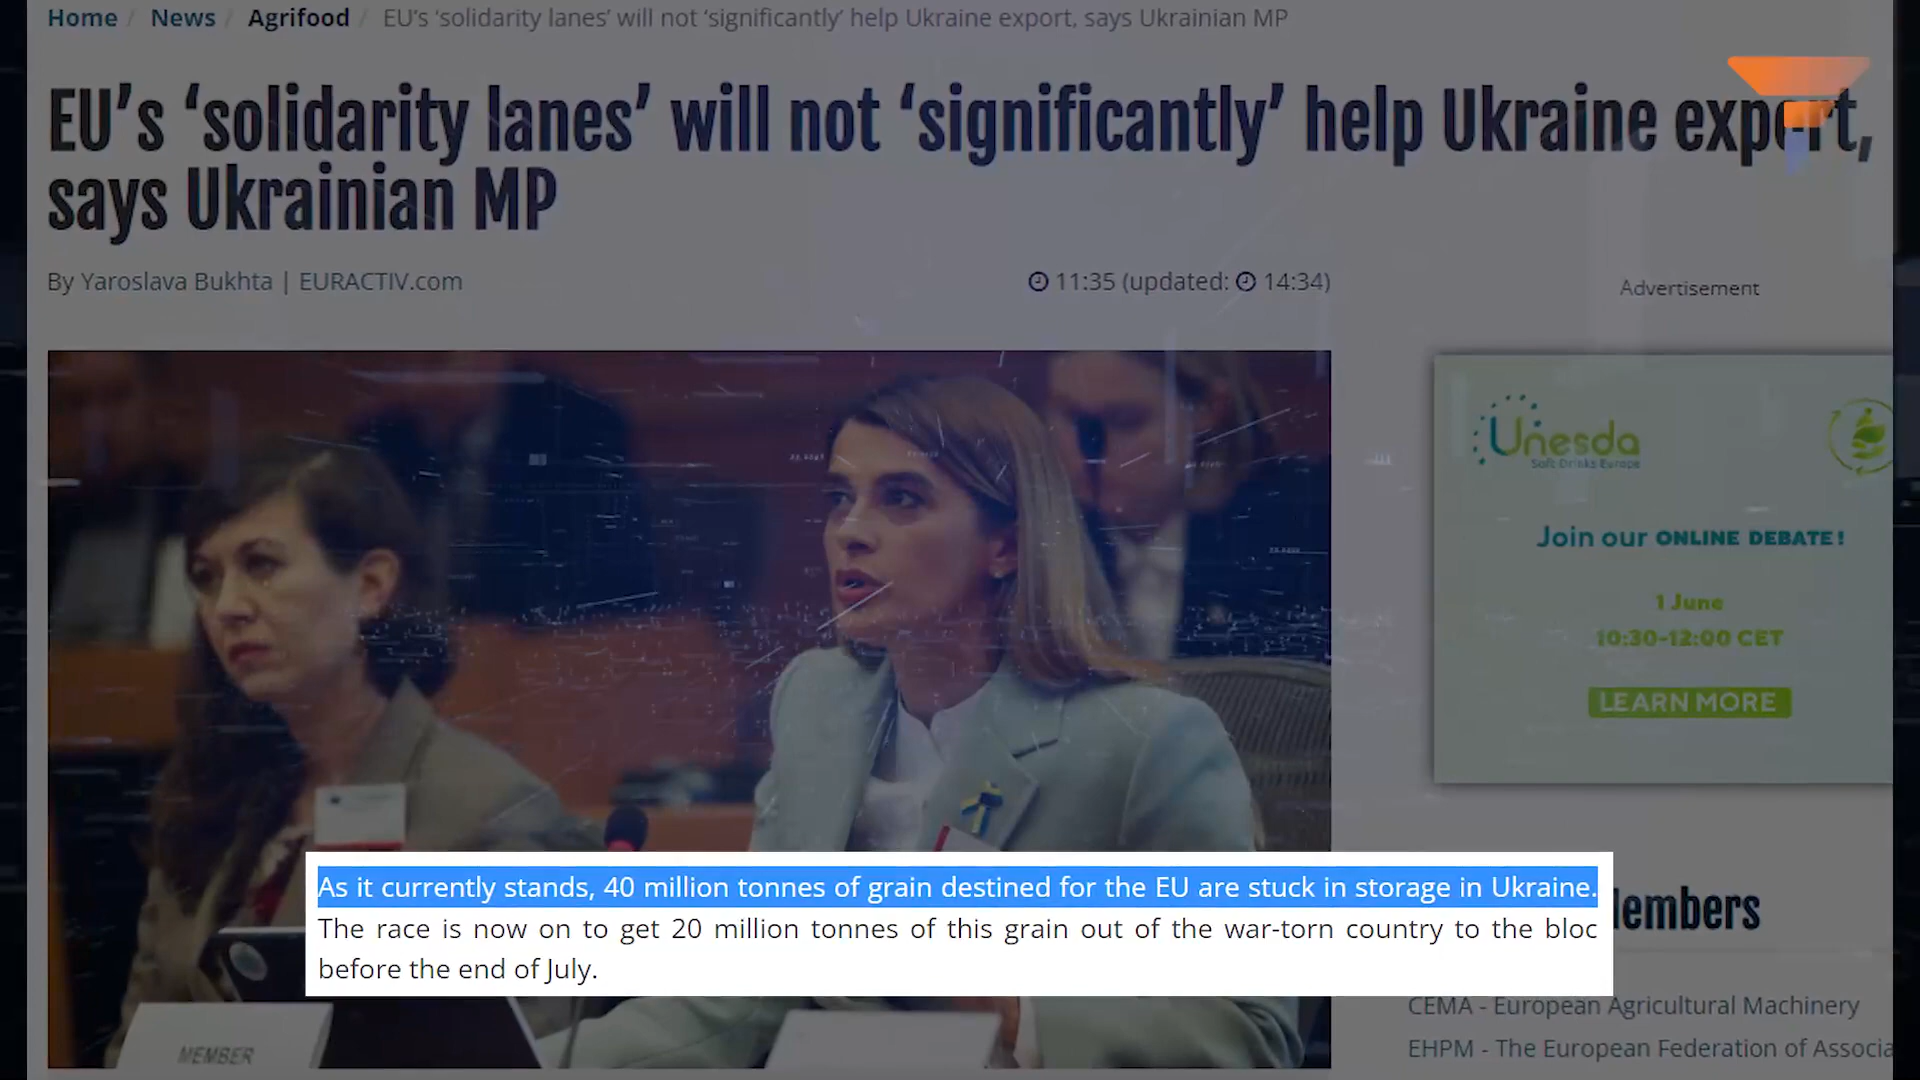 Home / News / Agrifood / EU's 'solidarity lanes' will not 'significantly' help Ukraine export, says Ukrainian MP
EU's 'solidarity lanes' will not 'significantly' help Ukraine export,
says Ukrainian MP
By Yaroslava Bukhta | EURACTIV.com
11:35 (updated: 14:34)
Advertisement
Unesda
Soft Drinks Europe
Join our ONLINE DEBATE!
1 June
10:30-12:00 CET
LEARN MORE
As it currently stands, 40 million tonnes of grain destined for the EU are stuck in storage in Ukraine.
The race is now on to get 20 million tonnes of this grain out of the war-torn country to the bloc
before the end of July.
CEMA - European Agricultural Machinery
EHPM - The European Federation of
MEMBER